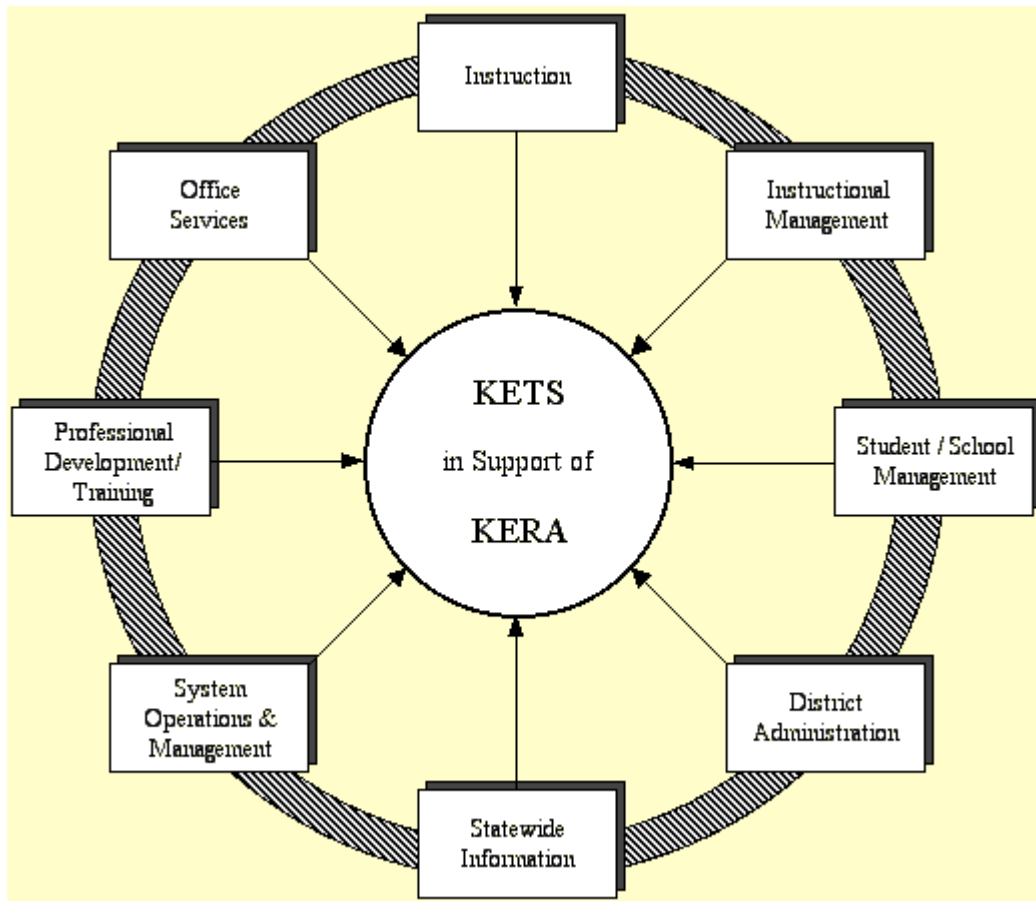 Instruction
Office
Services
Instructional
Management
KETS
in Support of
KERA
Professional
Development/
Training
Student / School
Management
System
Operations &
Management
District
Administration
Statewide
Information